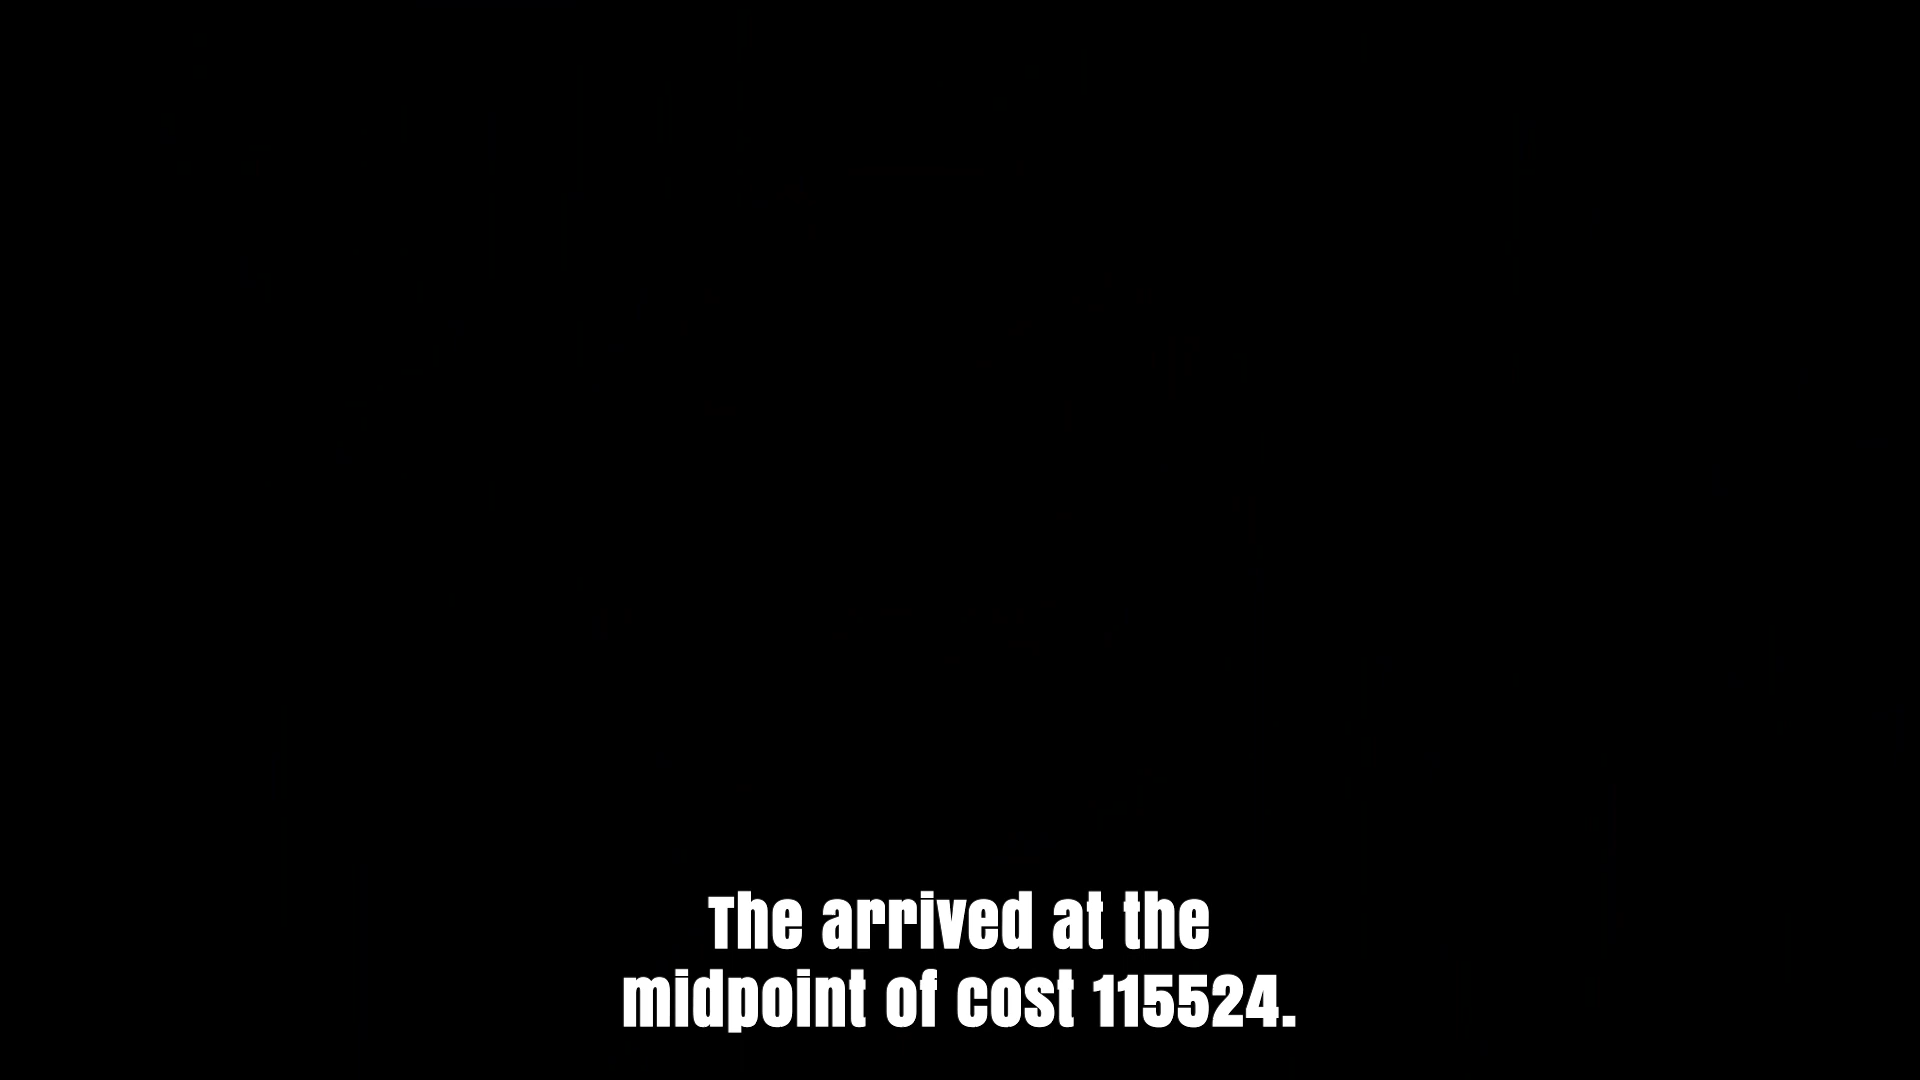 The arrived at the
midpoint of cost 115524.